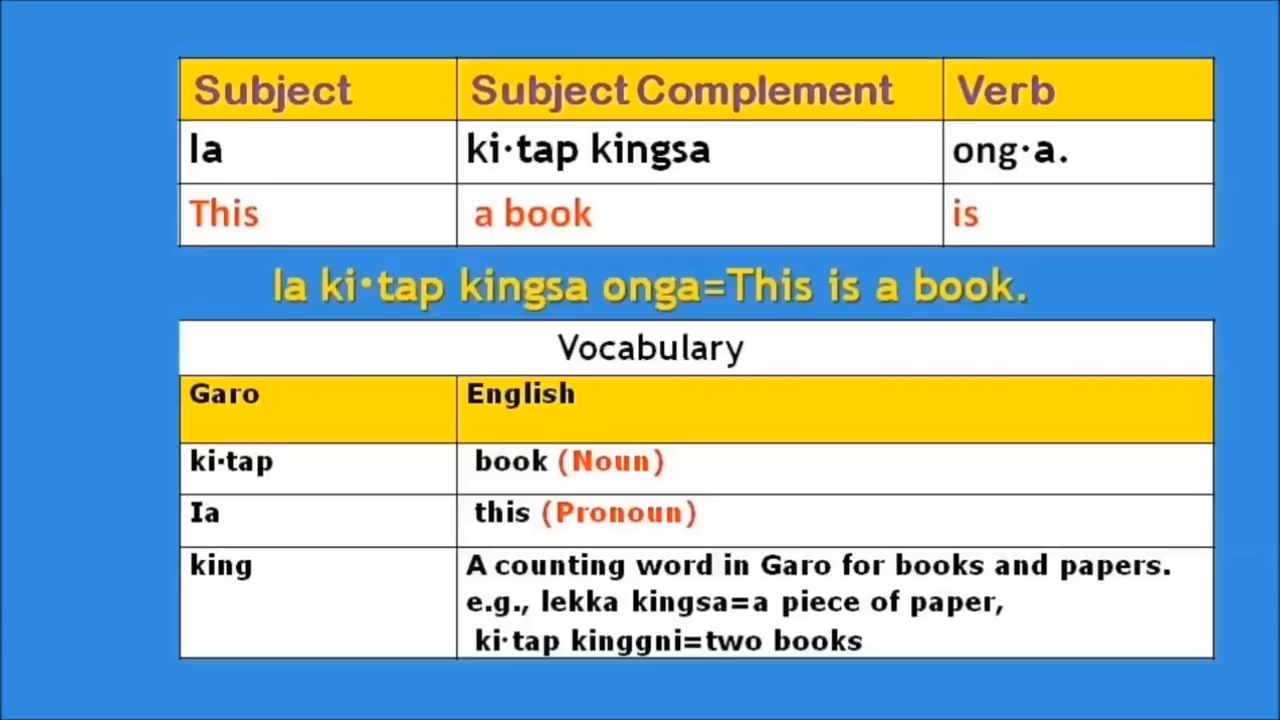 Subject Subject Complement Verb
Ia ki·tap kingsa ong·a.
This a book is
Ia ki·tap kingsa onga=This is a book.
Vocabulary
Garo English
ki·tap book (Noun)
Ia this (Pronoun)
king A counting word in Garo for books and papers.
e.g., lekka kingsa=a piece of paper,
ki·tap kinggni=two books